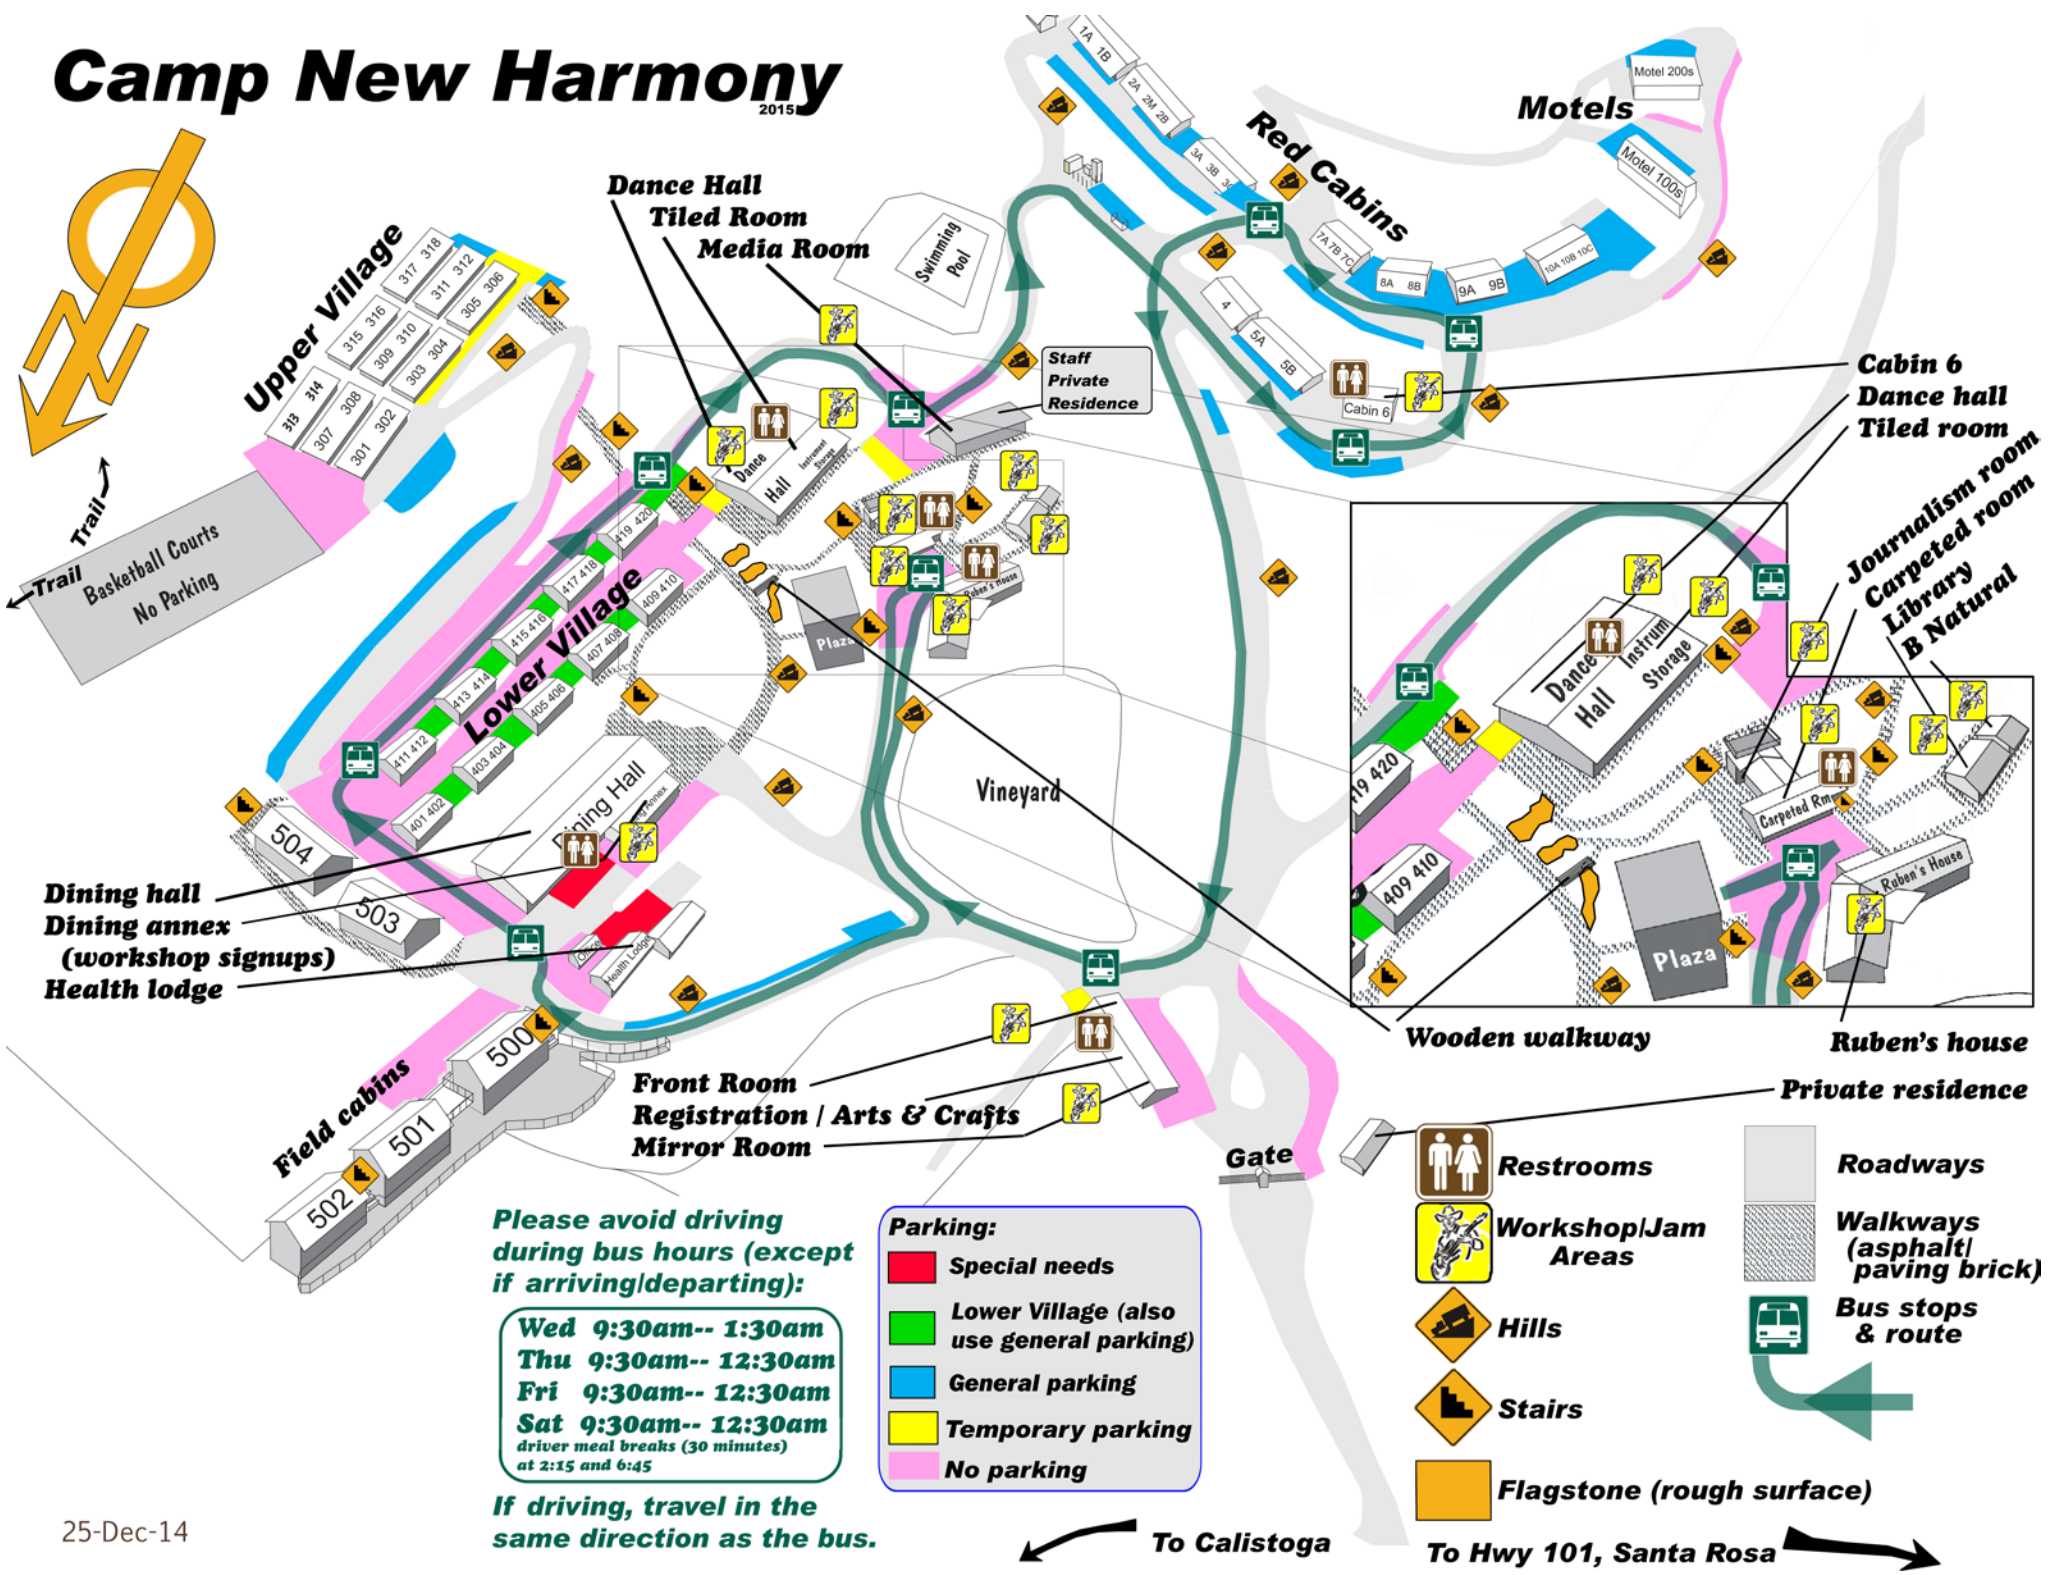 Camp New Harmony
2015
Dance Hall
Tiled Room
Media Room
Upper Village
317 318
311 312
305 306
315 316
309 310
303 304
313 314
307 308
301 302
Basketball Courts
No Parking
Trail
Trail
Swimming
Pool
Staff
Private
Residence
Red Cabins
1A 1B
2A 2M 2B
3A 3B
4
5A 5B
Cabin 6
7A 7B 7C
8A 8B
9A 9B
10A 10B 10C
Motels
Motel 200s
Motel 100s
Cabin 6
Dance hall
Tiled room
Journalism room
Carpeted room
Library
B Natural
Dance
Hall
Instrument
Storage
Lower Village
419 420
417 418
415 416
413 414
411 412
409 410
407 408
405 406
403 404
401 402
Ruben's House
Plaza
Vineyard
Dance
Hall
Instrum
Storage
19 420
409 410
Carpeted Rm
Ruben's House
Plaza
Wooden walkway
Ruben's house
Private residence
504
503
Dining Hall
Annex
Office
Health Lodge
Dining hall
Dining annex
(workshop signups)
Health lodge
500
501
502
Field cabins
Front Room
Registration / Arts & Crafts
Mirror Room
Gate
Please avoid driving
during bus hours (except
if arriving/departing):
Wed 9:30am-- 1:30am
Thu 9:30am-- 12:30am
Fri 9:30am-- 12:30am
Sat 9:30am-- 12:30am
driver meal breaks (30 minutes)
at 2:15 and 6:45
If driving, travel in the
same direction as the bus.
Parking:
Special needs
Lower Village (also
use general parking)
General parking
Temporary parking
No parking
Restrooms
Workshop/Jam
Areas
Hills
Stairs
Flagstone (rough surface)
Roadways
Walkways
(asphalt/
paving brick)
Bus stops
& route
25-Dec-14
To Calistoga
To Hwy 101, Santa Rosa